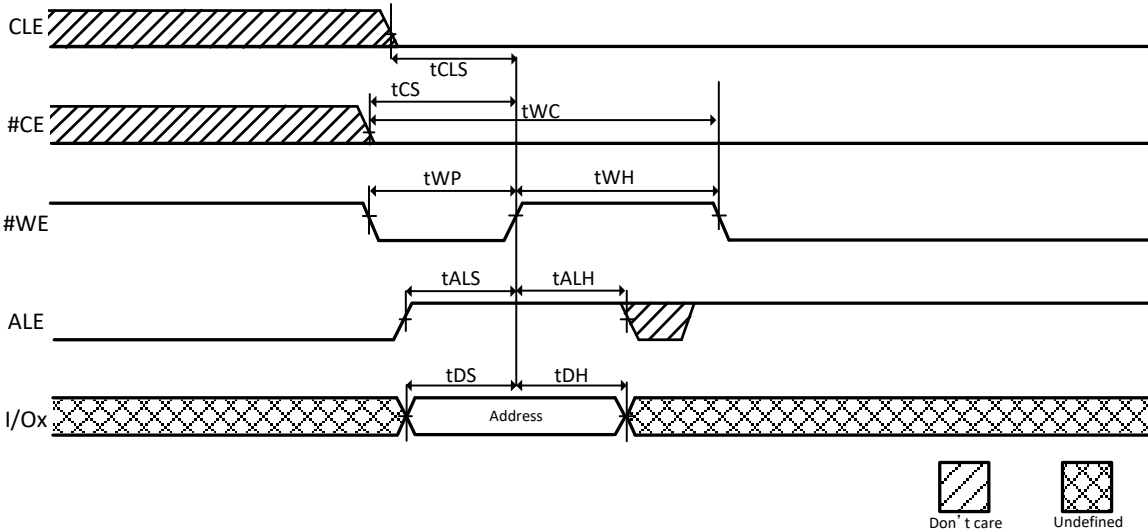 CLE
tCLS
tCS
#CE
tWC
tWP
tWH
#WE
tALS
tALH
ALE
tDS
tDH
I/Ox
Address
Don't care
Undefined